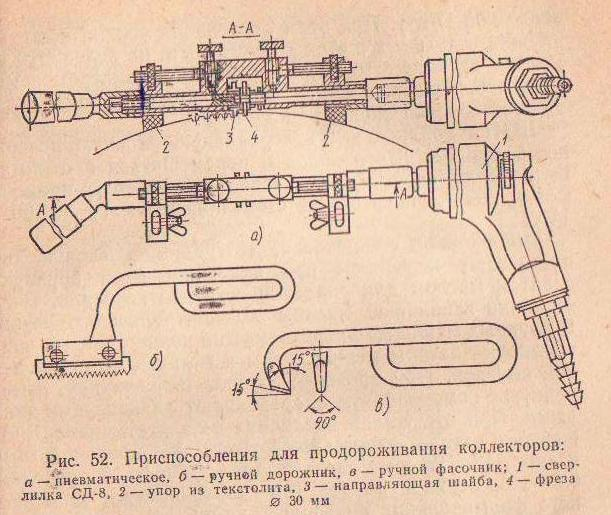 А-А
2
3
4
2
1
А
А
а)
б)
15°
15°
90°
в)
Рис. 52. Приспособления для продороживания коллекторов:
а — пневматическое, б — ручной дорожник, в — ручной фасочник; 1 — свер-
лилка СД-8, 2 — упор из текстолита, 3 — направляющая шайба, 4 — фреза
⌀ 30 мм